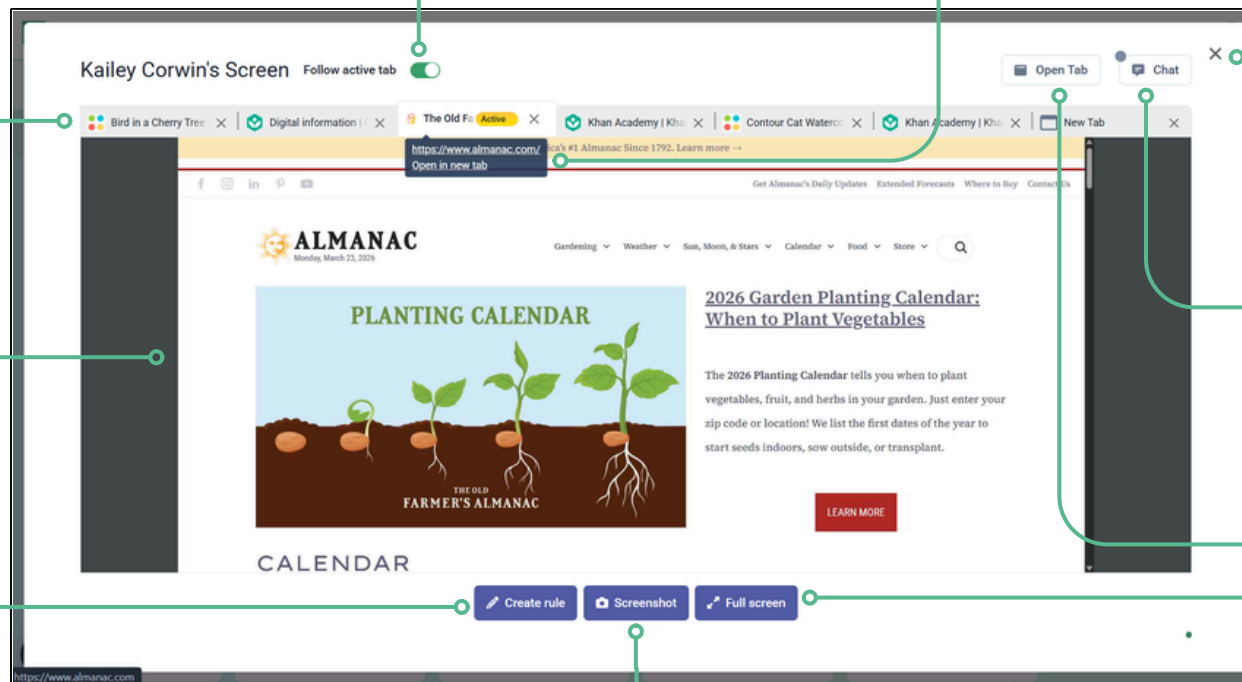 Kailey Corwin's Screen Follow active tab
Open Tab Chat
Bird in a Cherry Tree Digital information | The Old Fa Active Khan Academy | Kha Contour Cat Waterco Khan Academy | Kha New Tab
https://www.almanac.com/
Open in new tab
ica's #1 Almanac Since 1792. Learn more →
Get Almanac's Daily Updates Extended Forecasts Where to Buy Contact Us
ALMANAC
Monday, March 23, 2026
Gardening Weather Sun, Moon, & Stars Calendar Food Store
PLANTING CALENDAR
THE OLD
FARMER'S ALMANAC
2026 Garden Planting Calendar:
When to Plant Vegetables
The 2026 Planting Calendar tells you when to plant
vegetables, fruit, and herbs in your garden. Just enter your
zip code or location! We list the first dates of the year to
start seeds indoors, sow outside, or transplant.
LEARN MORE
CALENDAR
Create rule Screenshot Full screen
https://www.almanac.com